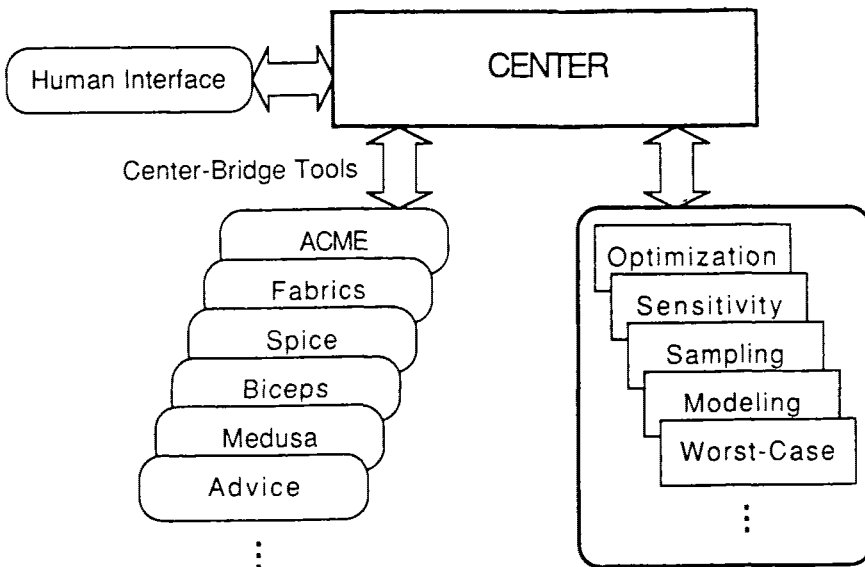 CENTER
Human Interface
Center-Bridge Tools
ACME
Fabrics
Spice
Biceps
Medusa
Advice
⋮
Optimization
Sensitivity
Sampling
Modeling
Worst-Case
⋮